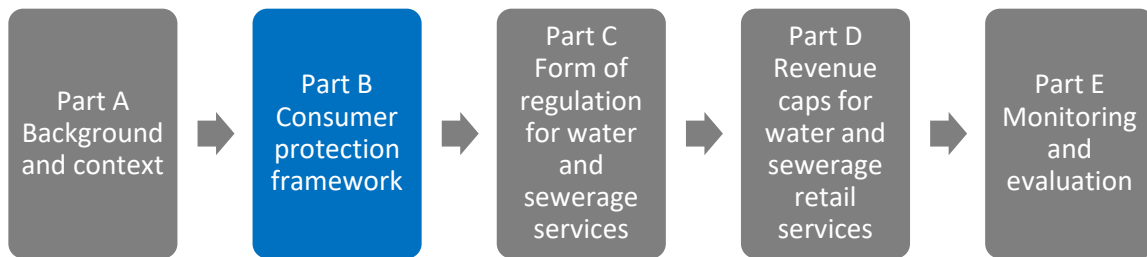 Part A
Background
and context
Part B
Consumer
protection
framework
Part C
Form of
regulation
for water
and
sewerage
services
Part D
Revenue
caps for
water and
sewerage
retail
services
Part E
Monitoring
and
evaluation